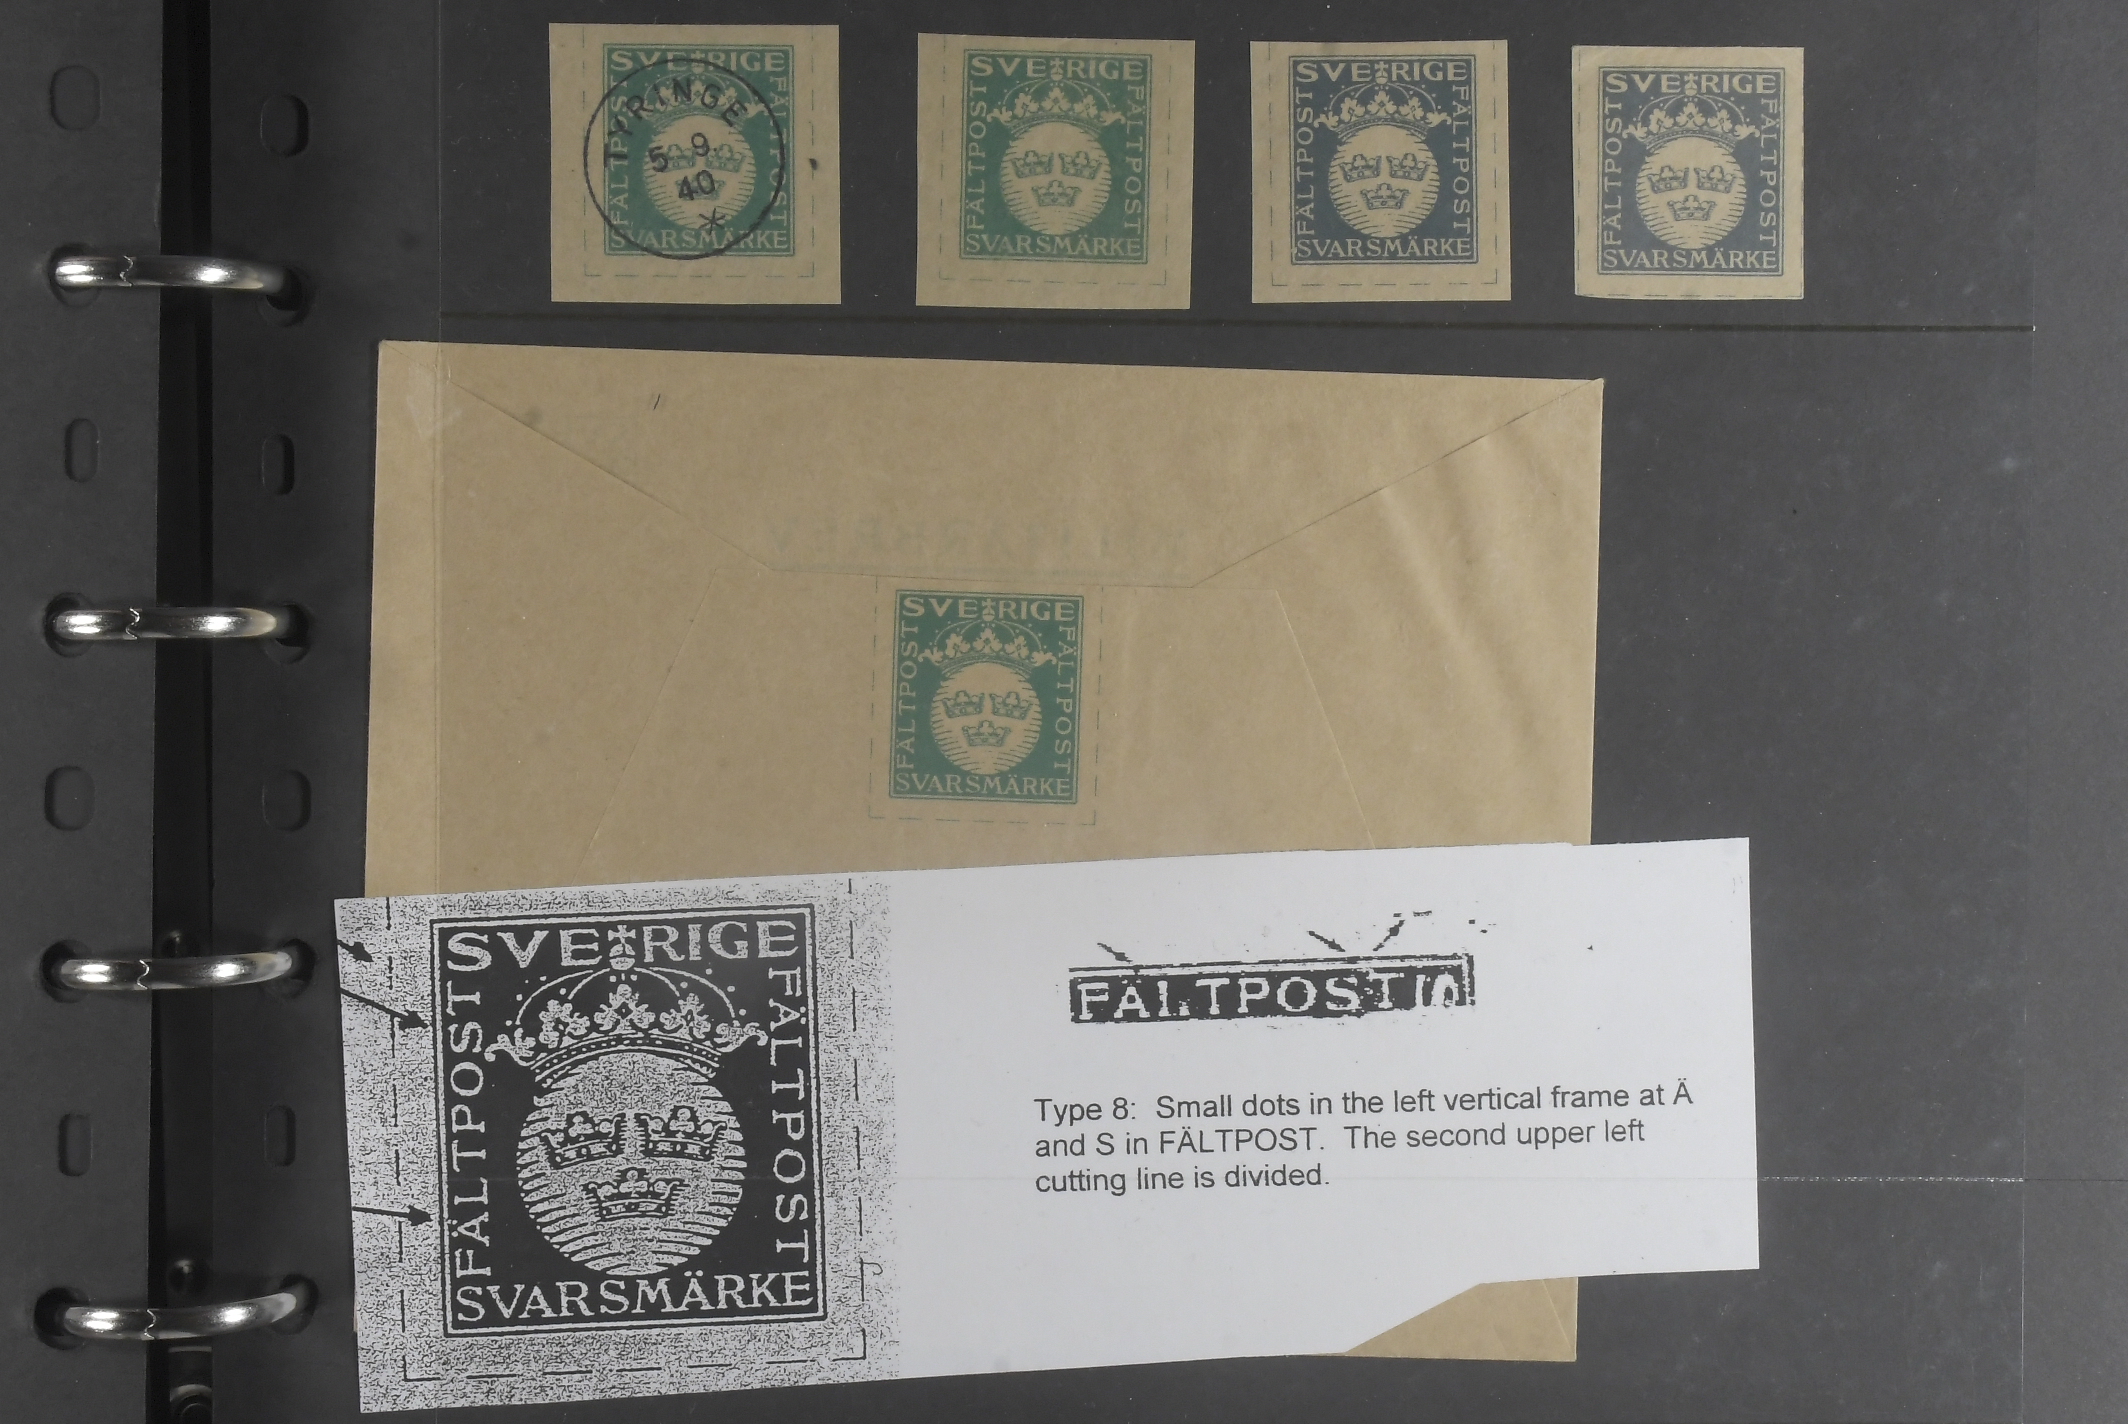 SVERIGE
FÄLTPOST
FÄLTPOST
SVARSMÄRKE
TYRINGE
5 9.
40
SVERIGE
FÄLTPOST
FÄLTPOST
SVARSMÄRKE
SVERIGE
FÄLTPOST
FÄLTPOST
SVARSMÄRKE
SVERIGE
FÄLTPOST
FÄLTPOST
SVARSMÄRKE
SVERIGE
FÄLTPOST
FÄLTPOST
SVARSMÄRKE
SVERIGE
FÄLTPOST
FÄLTPOST
SVARSMÄRKE
FÄLTPOST
Type 8: Small dots in the left vertical frame at Ä
and S in FÄLTPOST. The second upper left
cutting line is divided.